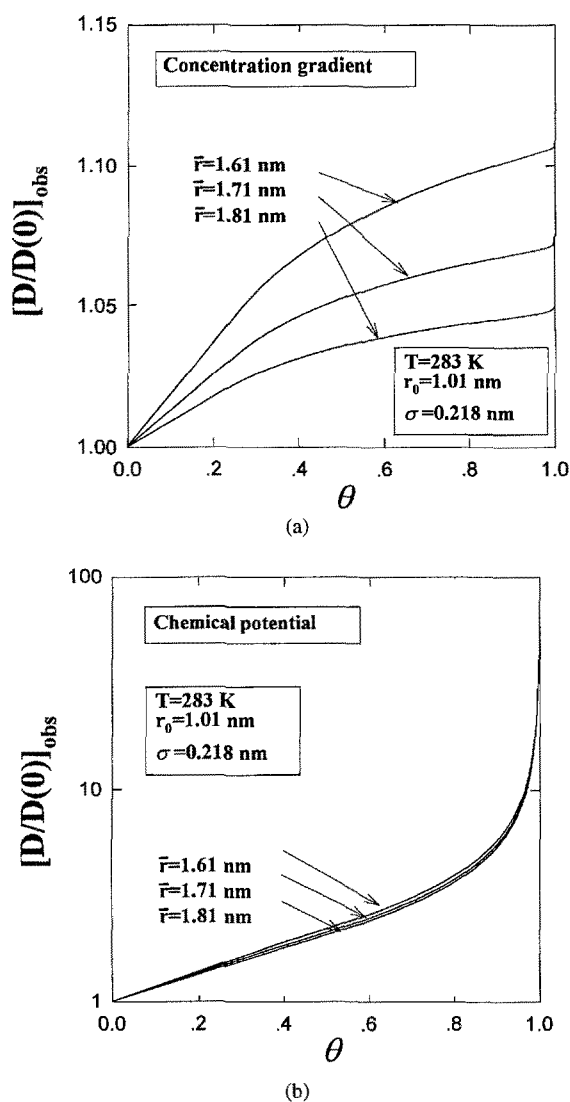 1.15
Concentration gradient
r̄=1.61 nm
1.10
r̄=1.71 nm
r̄=1.81 nm
[D/D(0)]obs
1.05
T=283 K
r₀=1.01 nm
σ=0.218 nm
1.00
0.0 .2 .4 .6 .8 1.0
θ
(a)
100
Chemical potential
T=283 K
r₀=1.01 nm
σ=0.218 nm
[D/D(0)]obs
10
r̄=1.61 nm
r̄=1.71 nm
r̄=1.81 nm
1
0.0 .2 .4 .6 .8 1.0
θ
(b)